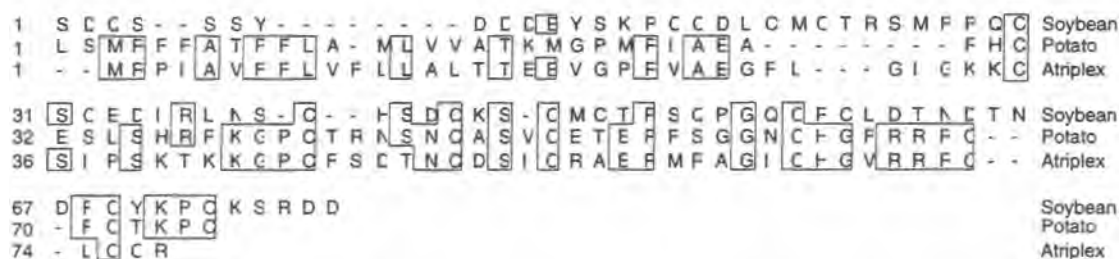 1 S D C S - - S S Y - - - - - - - - D C D E Y S K P C C D L C M C T R S M P P Q C Soybean
1 L S M F F F A T F F L A - M L V V A T K M G P M F I A E A - - - - - - - F H C Potato
1 - - M F P I A V F F L V F L L A L T T E E V G P F V A E G F L - - - G I C K K C Atriplex
31 S C E D I R L N S - C - - H S D C K S - C M C T R S C P G Q C F C L D T N D T N Soybean
32 E S L S H R F K G P C T R N S N C A S V C E T E F F S G G N C H G F R R F C - - Potato
36 S I P S K T K K C P C F S D T N C D S I C R A E F M F A G I C H G V R R F C - - Atriplex
67 D F C Y K P C K S R D D Soybean
70 - F C T K P C Potato
74 - L C C R Atriplex